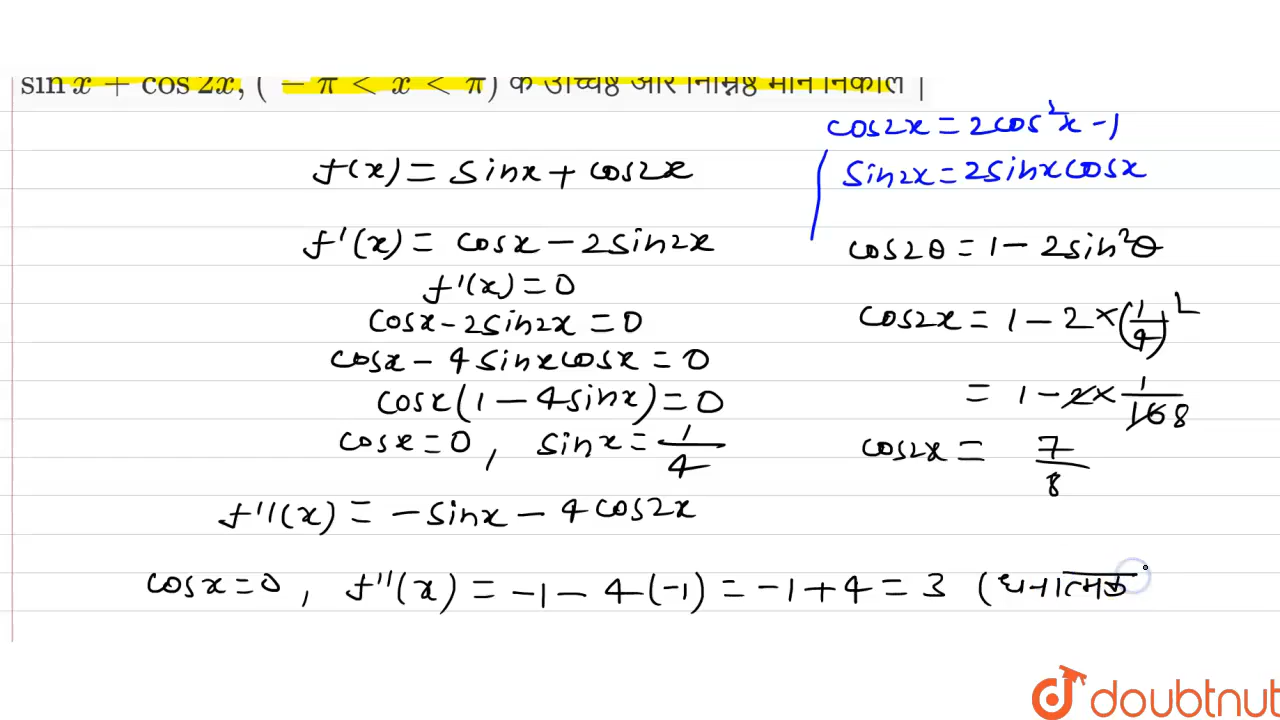 sin x + cos 2x, ( − π < x < π) के उच्चिष्ठ और निम्निष्ठ मान निकाले |
cos2x = 2cos²x - 1
f(x) = sinx + cos2x
sin2x = 2sinxcosx
f'(x) = cosx - 2sin2x
cos2θ = 1 - 2sin²θ
f'(x) = 0
cosx - 2sin2x = 0
cos2x = 1 - 2 × (1/4)²
cosx - 4sinxcosx = 0
cosx(1 - 4sinx) = 0
= 1 - 2 × 1/16 8
cosx = 0, sinx = 1/4
cos2x = 7/8
f''(x) = -sinx - 4cos2x
cosx = 0, f''(x) = -1 - 4(-1) = -1 + 4 = 3 (धनात्मक
doubtnut